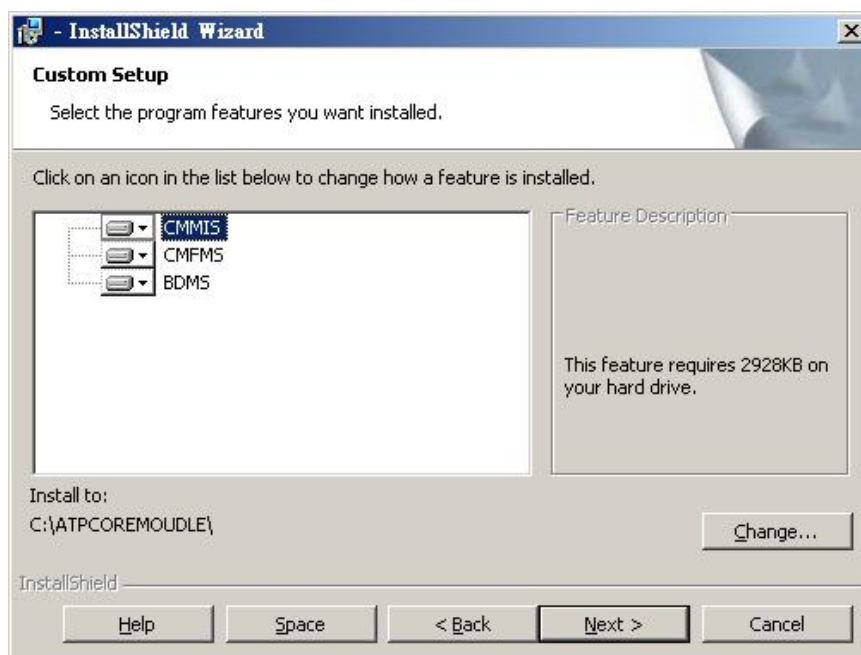 - InstallShield Wizard
Custom Setup
Select the program features you want installed.
Click on an icon in the list below to change how a feature is installed.
CMMIS
CMFMS
BDMS
Feature Description
This feature requires 2928KB on
your hard drive.
Install to:
C:\ATPCOREMOUDLE\
Change...
InstallShield
Help
Space
< Back
Next >
Cancel